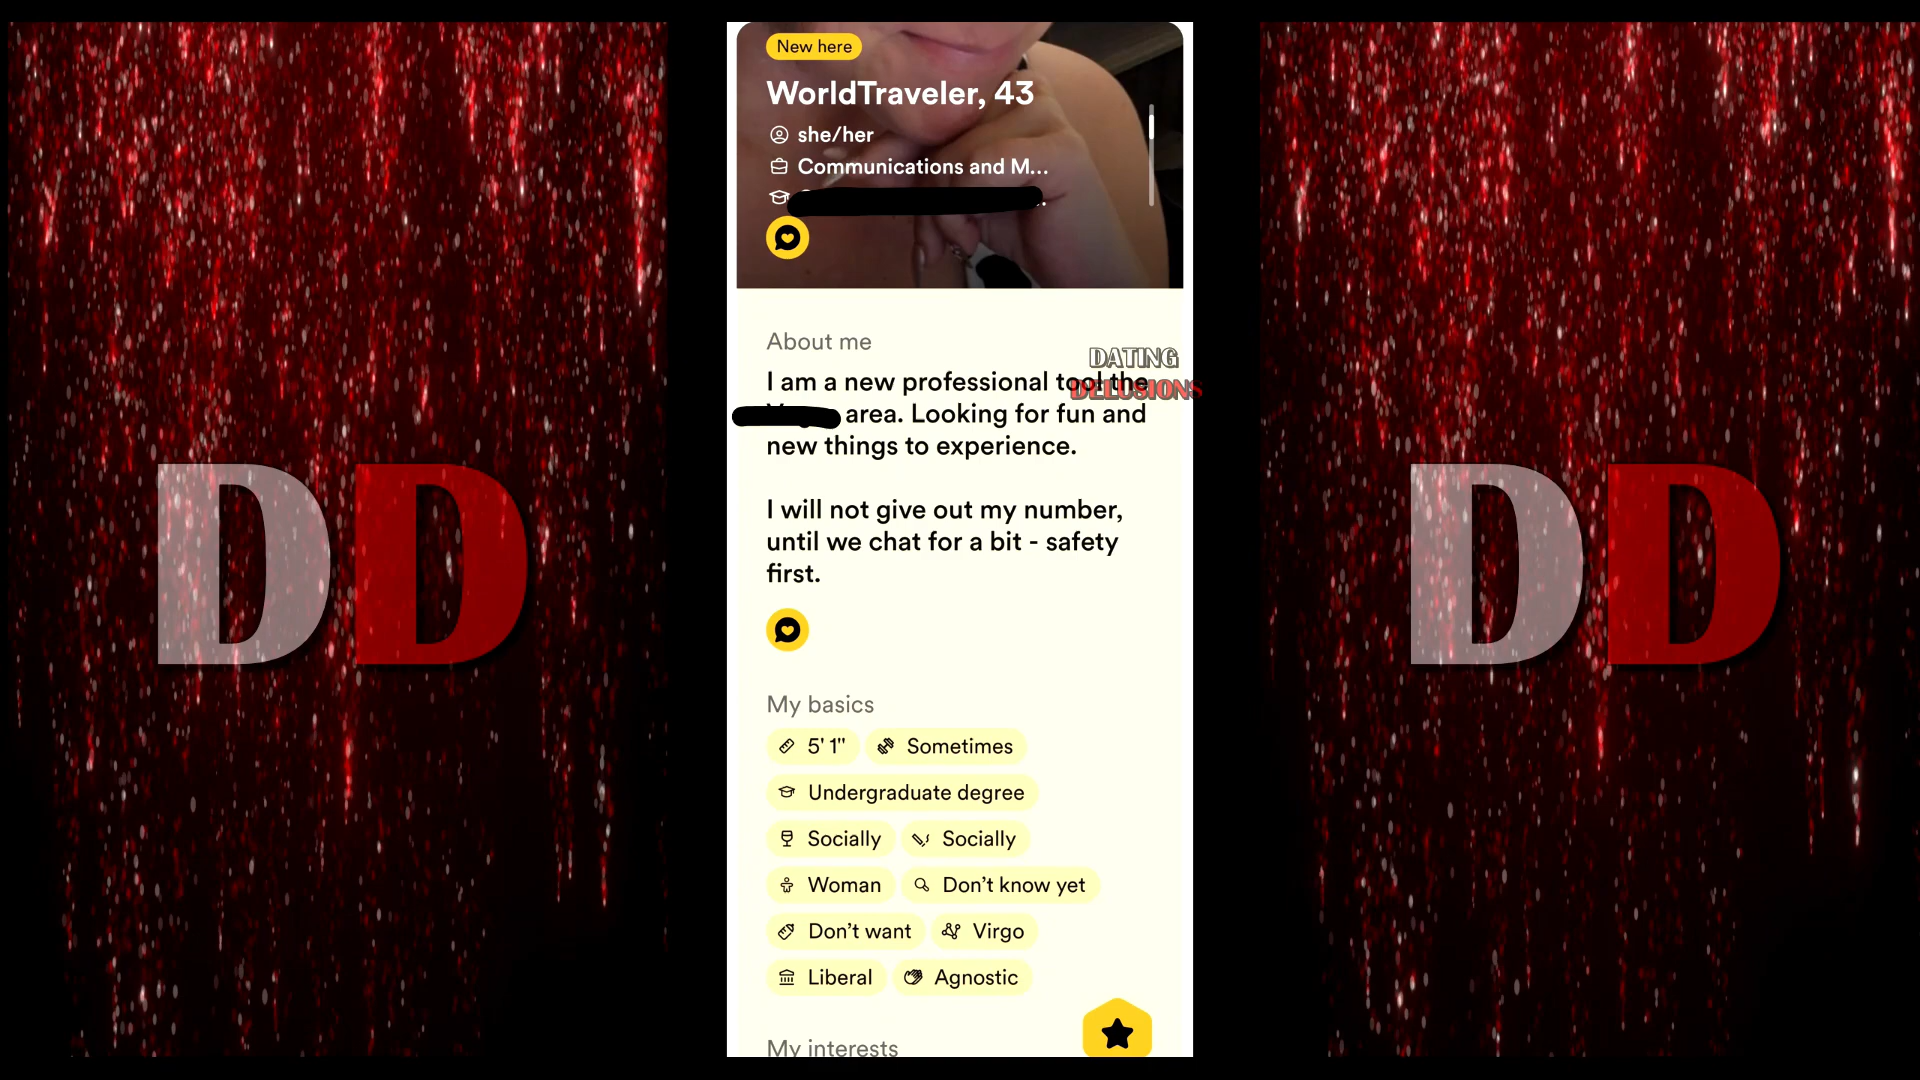 New here
WorldTraveler, 43
she/her
Communications and M...
About me
DATING
DELUSIONS
I am a new professional tool the
area. Looking for fun and
new things to experience.
I will not give out my number,
until we chat for a bit - safety
first.
My basics
5' 1"
Sometimes
Undergraduate degree
Socially
Socially
Woman
Don't know yet
Don't want
Virgo
Liberal
Agnostic
My interests
DD
DD